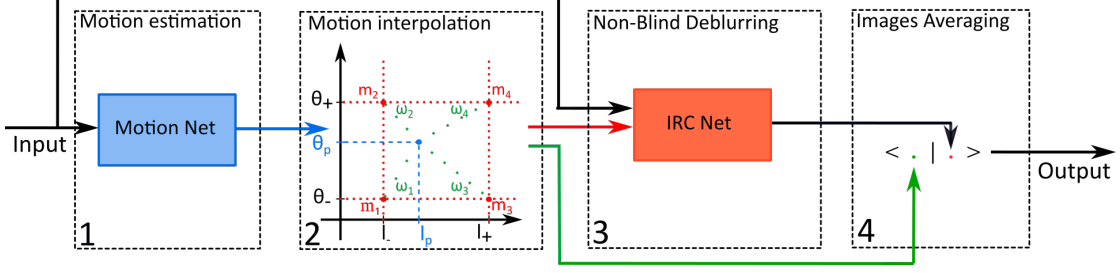 Motion estimation
Motion Net
Input
1
Motion interpolation
θ₊
θₚ
θ₋
m₂
m₄
ω₂
ω₄
ω₁
ω₃
m₁
m₃
l₋
lₚ
l₊
2
Non-Blind Deblurring
IRC Net
3
Images Averaging
< . | . >
Output
4